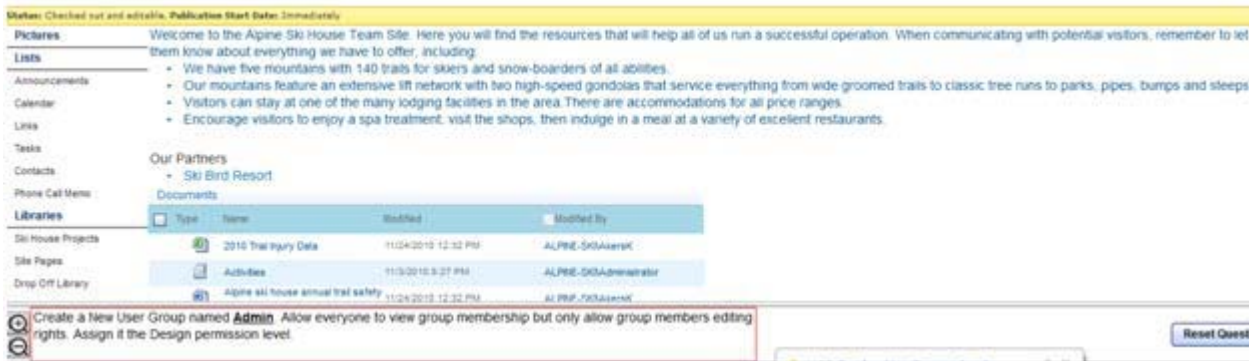 Status: Checked out and editable. Publication Start Date: Immediately
Pictures
Lists
Announcements
Calendar
Links
Tasks
Contacts
Phone Call Memo
Libraries
Ski House Projects
Site Pages
Drop Off Library
Welcome to the Alpine Ski House Team Site. Here you will find the resources that will help all of us run a successful operation. When communicating with potential visitors, remember to let
them know about everything we have to offer, including:
• We have five mountains with 140 trails for skiers and snow-boarders of all abilities.
• Our mountains feature an extensive lift network with two high-speed gondolas that service everything from wide groomed trails to classic tree runs to parks, pipes, bumps and steeps
• Visitors can stay at one of the many lodging facilities in the area.There are accommodations for all price ranges.
• Encourage visitors to enjoy a spa treatment, visit the shops, then indulge in a meal at a variety of excellent restaurants.
Our Partners
• Ski Bird Resort
Documents
Type Name Modified Modified By
2010 Trail Injury Data 11/24/2010 12:32 PM ALPINE-SKI\AkersK
Activities 11/3/2010 5:27 PM ALPINE-SKI\Administrator
Alpine ski house annual trail safety 11/24/2010 12:32 PM ALPINE-SKI\AkersK
Create a New User Group named Admin. Allow everyone to view group membership but only allow group members editing
rights. Assign it the Design permission level.
Reset Quest